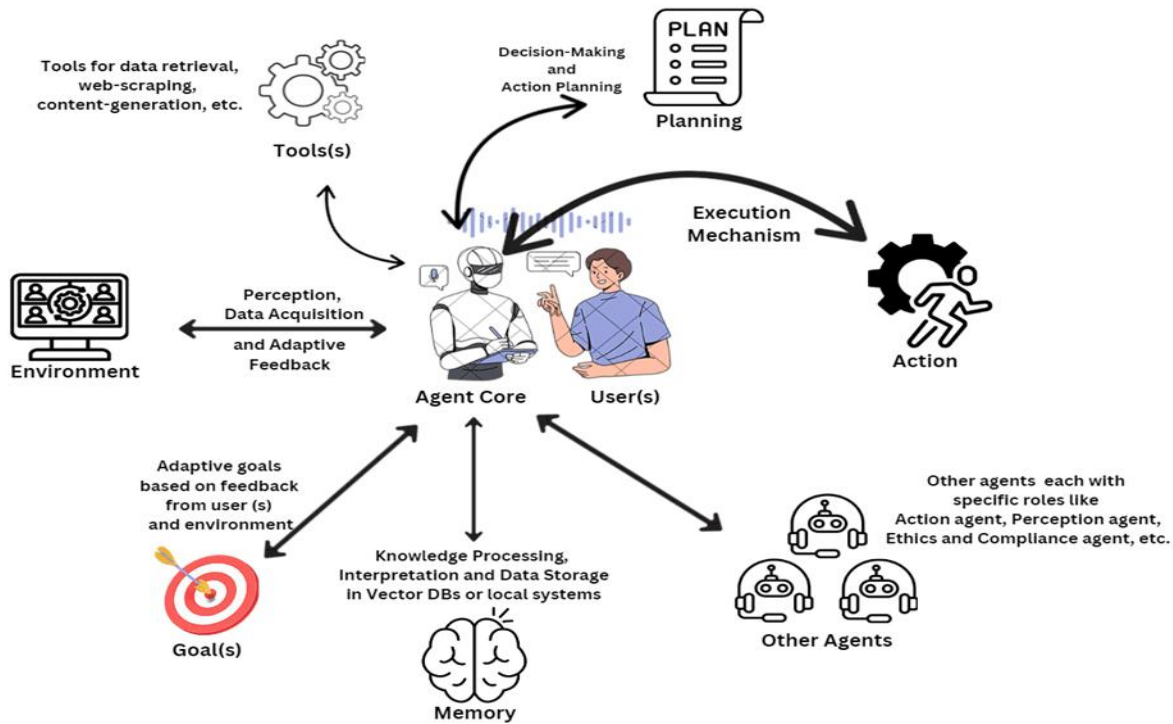 PLAN
Planning
Decision-Making
and
Action Planning
Tools for data retrieval,
web-scraping,
content-generation, etc.
Tools(s)
Execution
Mechanism
Action
Perception,
Data Acquisition
and Adaptive
Feedback
Environment
Agent Core
User(s)
Adaptive goals
based on feedback
from user (s)
and environment
Goal(s)
Knowledge Processing,
Interpretation and Data Storage
in Vector DBs or local systems
Memory
Other agents each with
specific roles like
Action agent, Perception agent,
Ethics and Compliance agent, etc.
Other Agents